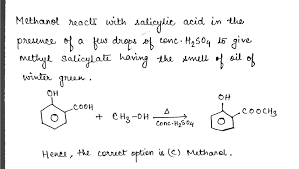 Methanol reacts with salicylic acid in the
presence of a few drops of conc. H₂SO₄ to give
methyl salicylate having the smell of oil of
winter green.
OH
COOH
+ CH₃-OH
Δ
Conc. H₂SO₄
OH
COOCH₃
Hence, the correct option is (C) Methanol.